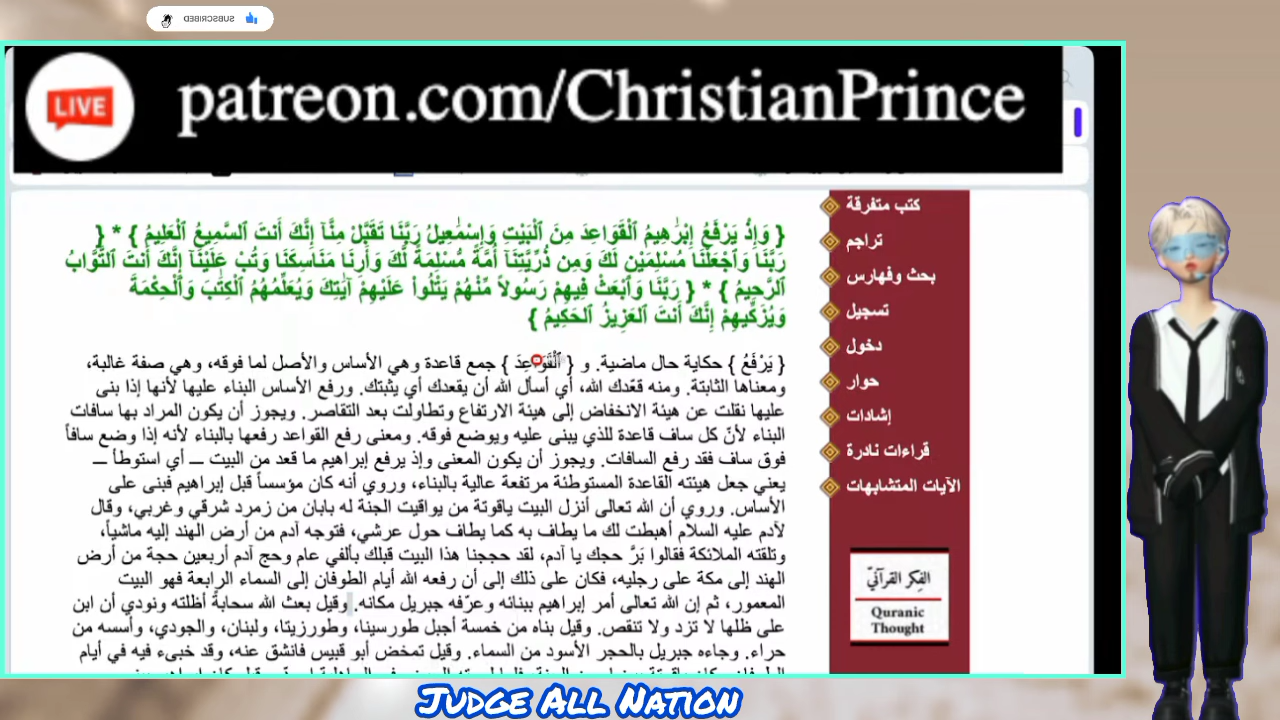 SUBSCRIBED
LIVE
patreon.com/ChristianPrince
{ وَإِذْ يَرْفَعُ إِبْرَٰهِيمُ ٱلْقَوَاعِدَ مِنَ ٱلْبَيْتِ وَإِسْمَٰعِيلُ رَبَّنَا تَقَبَّلْ مِنَّآ إِنَّكَ أَنتَ ٱلسَّمِيعُ ٱلْعَلِيمُ } * {
رَبَّنَا وَٱجْعَلْنَا مُسْلِمَيْنِ لَكَ وَمِن ذُرِّيَّتِنَآ أُمَّةً مُّسْلِمَةً لَّكَ وَأَرِنَا مَنَاسِكَنَا وَتُبْ عَلَيْنَآ إِنَّكَ أَنتَ ٱلتَّوَّابُ
ٱلرَّحِيمُ } * { رَبَّنَا وَٱبْعَثْ فِيهِمْ رَسُولاً مِّنْهُمْ يَتْلُواْ عَلَيْهِمْ آيَٰتِكَ وَيُعَلِّمُهُمُ ٱلْكِتَٰبَ وَٱلْحِكْمَةَ
وَيُزَكِّيهِمْ إِنَّكَ أَنتَ ٱلعَزِيزُ ٱلحَكِيمُ }
{ يَرْفَعُ } حكاية حال ماضية. و { ٱلْقَوَاعِدَ } جمع قاعدة وهي الأساس والأصل لما فوقه، وهي صفة غالبة،
ومعناها الثابتة. ومنه قعّدك الله، أي أسأل الله أن يقعدك أي يثبتك. ورفع الأساس البناء عليها لأنها إذا بنى
عليها نقلت عن هيئة الانخفاض إلى هيئة الارتفاع وتطاولت بعد التقاصر. ويجوز أن يكون المراد بها سافات
البناء لأنّ كل ساف قاعدة للذي يبنى عليه ويوضع فوقه. ومعنى رفع القواعد رفعها بالبناء لأنه إذا وضع سافاً
فوق ساف فقد رفع السافات. ويجوز أن يكون المعنى وإذ يرفع إبراهيم ما قعد من البيت ــ أي استوطأ ــ
يعني جعل هيئته القاعدة المستوطئة مرتفعة عالية بالبناء، وروي أنه كان مؤسساً قبل إبراهيم فبنى على
الأساس. وروي أن الله تعالى أنزل البيت ياقوتة من يواقيت الجنة له بابان من زمرد شرقي وغربي، وقال
لآدم عليه السلام أهبطت لك ما يطاف به كما يطاف حول عرشي، فتوجه آدم من أرض الهند إليه ماشياً،
وتلقته الملائكة فقالوا بَرَّ حجك يا آدم، لقد حججنا هذا البيت قبلك بألفي عام وحج آدم أربعين حجة من أرض
الهند إلى مكة على رجليه، فكان على ذلك إلى أن رفعه الله أيام الطوفان إلى السماء الرابعة فهو البيت
المعمور، ثم إن الله تعالى أمر إبراهيم ببنائه وعرّفه جبريل مكانه. وقيل بعث الله سحابة أظلته ونودي أن ابن
على ظلها لا تزد ولا تنقص. وقيل بناه من خمسة أجبل طورسينا، وطورزيتا، ولبنان، والجودي، وأسسه من
حراء. وجاءه جبريل بالحجر الأسود من السماء. وقيل تمخض أبو قبيس فانشق عنه، وقد خبىء فيه في أيام
كتب متفرقة
تراجم
بحث وفهارس
تسجيل
دخول
حوار
إشادات
قراءات نادرة
الآيات المتشابهات
الفكر القرآنيّ
Quranic
Thought
Judge All Nation